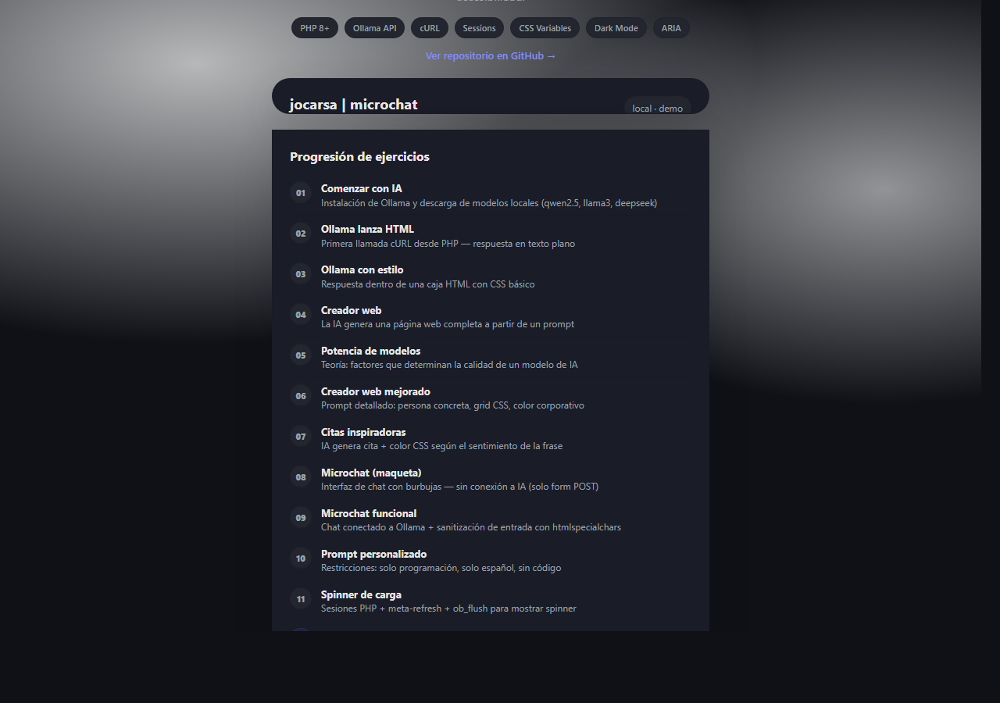 PHP 8+ Ollama API cURL Sessions CSS Variables Dark Mode ARIA
Ver repositorio en GitHub →
jocarsa | microchat
local · demo
Progresión de ejercicios
01 Comenzar con IA
Instalación de Ollama y descarga de modelos locales (qwen2.5, llama3, deepseek)
02 Ollama lanza HTML
Primera llamada cURL desde PHP — respuesta en texto plano
03 Ollama con estilo
Respuesta dentro de una caja HTML con CSS básico
04 Creador web
La IA genera una página web completa a partir de un prompt
05 Potencia de modelos
Teoría: factores que determinan la calidad de un modelo de IA
06 Creador web mejorado
Prompt detallado: persona concreta, grid CSS, color corporativo
07 Citas inspiradoras
IA genera cita + color CSS según el sentimiento de la frase
08 Microchat (maqueta)
Interfaz de chat con burbujas — sin conexión a IA (solo form POST)
09 Microchat funcional
Chat conectado a Ollama + sanitización de entrada con htmlspecialchars
10 Prompt personalizado
Restricciones: solo programación, solo español, sin código
11 Spinner de carga
Sesiones PHP + meta-refresh + ob_flush para mostrar spinner